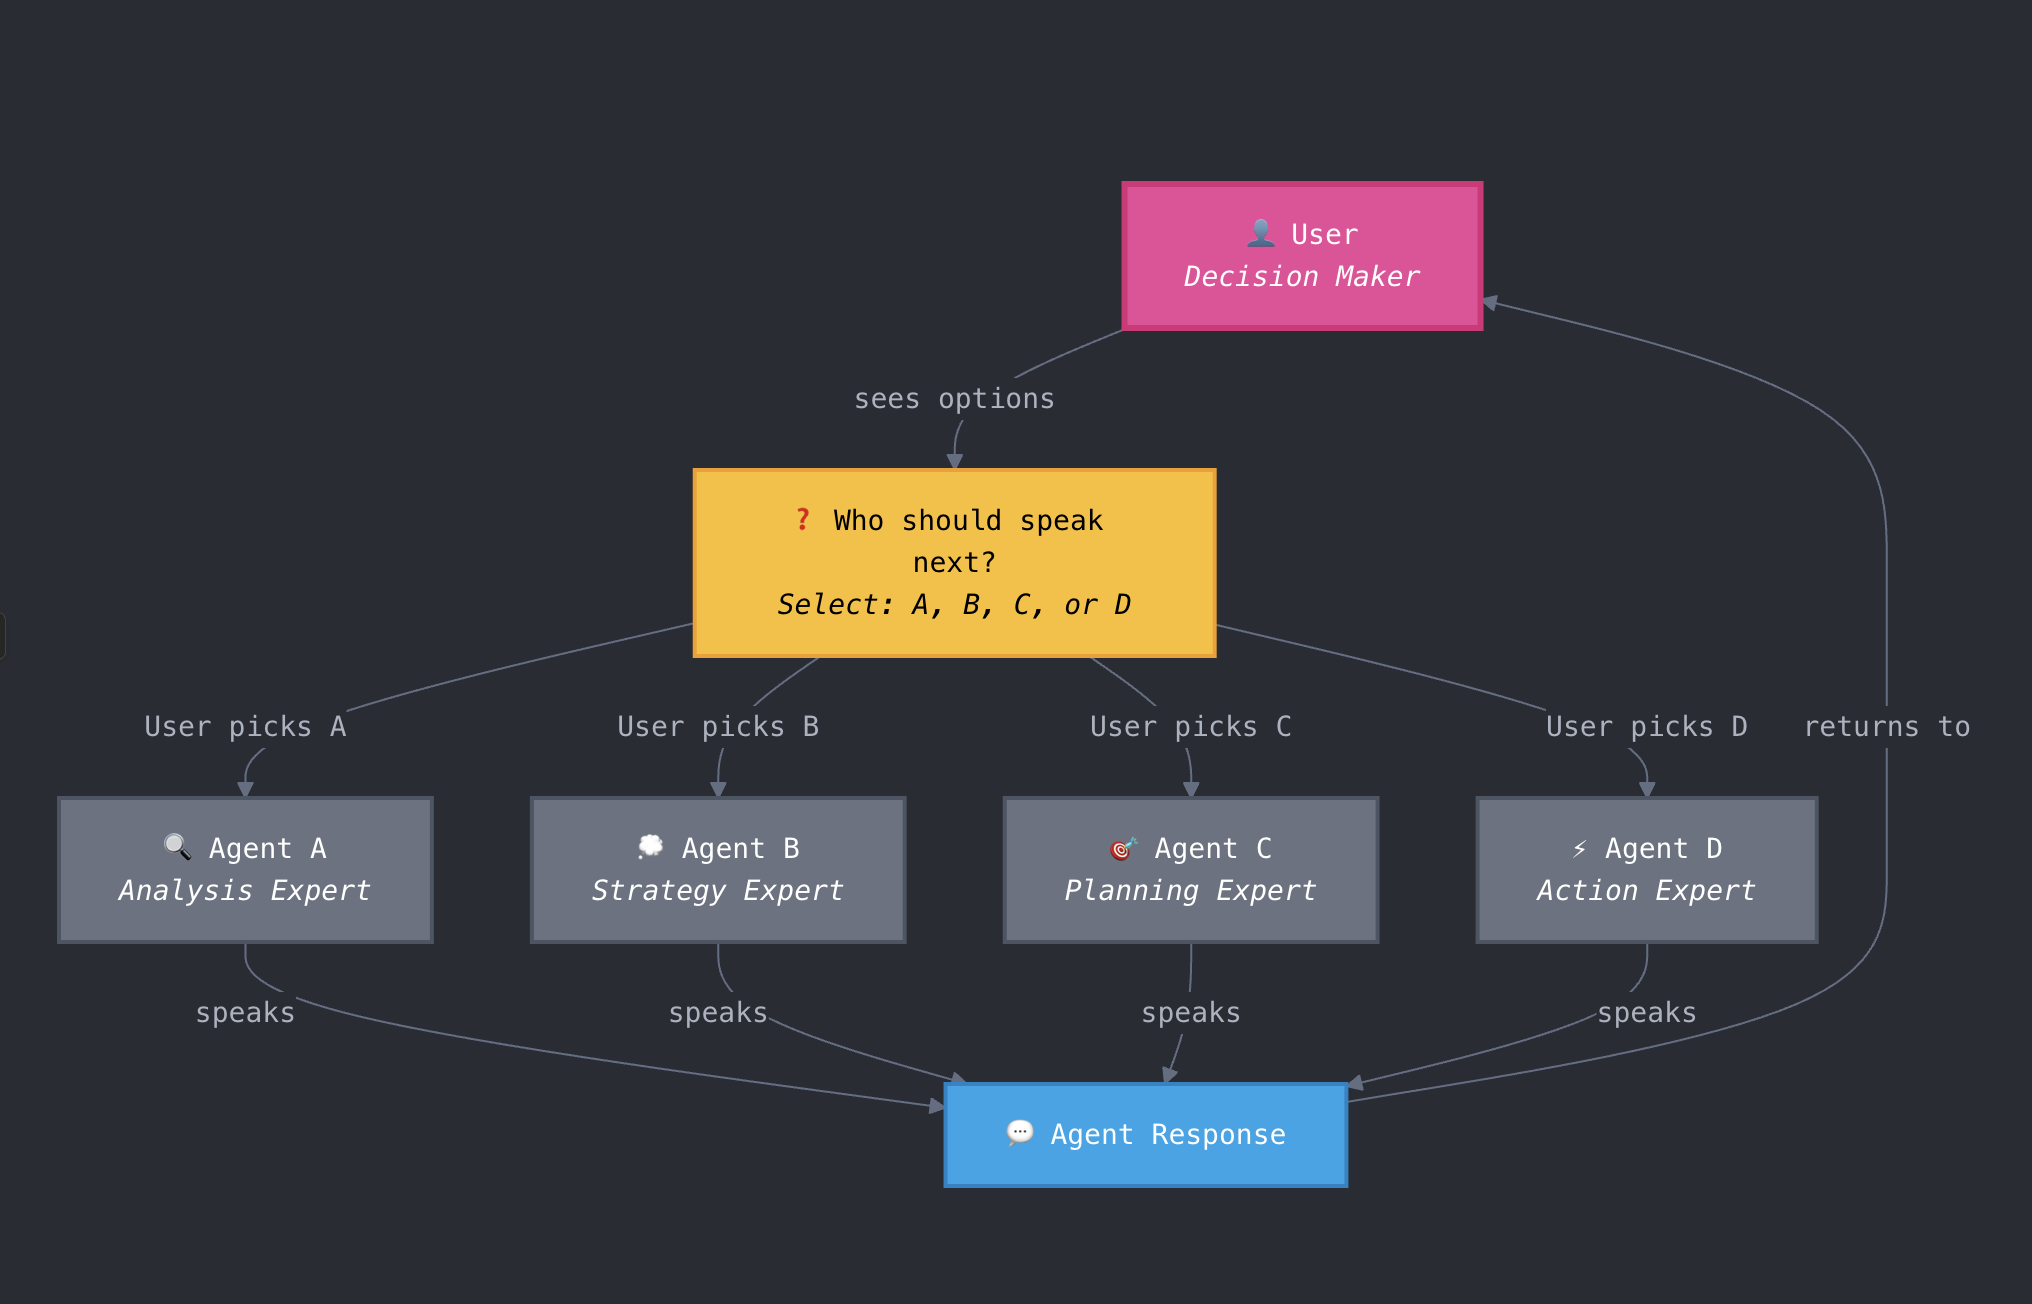 👤 User
Decision Maker
sees options
❓ Who should speak
next?
Select: A, B, C, or D
User picks A
User picks B
User picks C
User picks D
returns to
🔍 Agent A
Analysis Expert
💭 Agent B
Strategy Expert
🎯 Agent C
Planning Expert
⚡ Agent D
Action Expert
speaks
speaks
speaks
speaks
💬 Agent Response